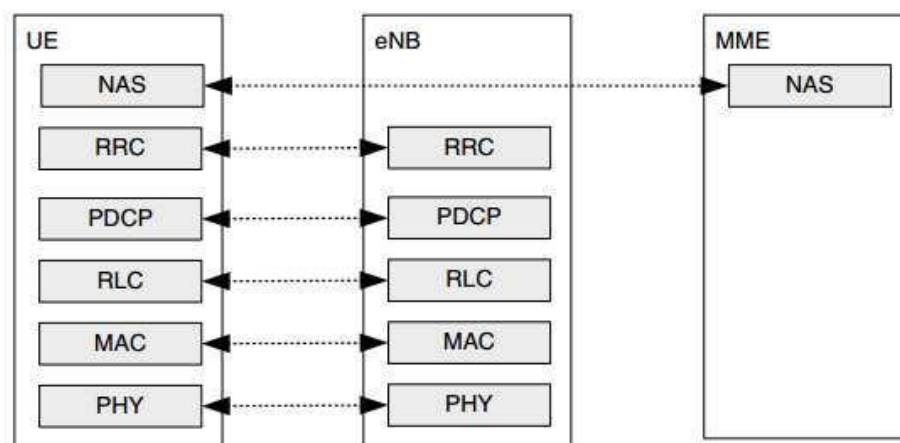 UE
eNB
MME
NAS
NAS
RRC
RRC
PDCP
PDCP
RLC
RLC
MAC
MAC
PHY
PHY